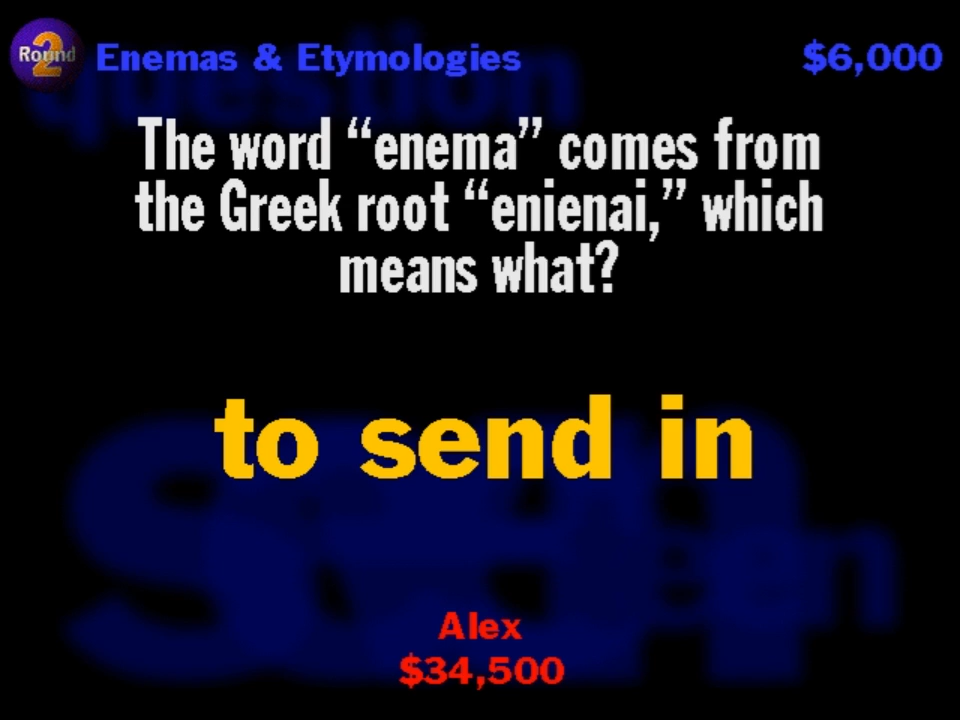 Round 2
Enemas & Etymologies
$6,000
The word “enema” comes from
the Greek root “enienai,” which
means what?
to send in
Alex
$34,500
question